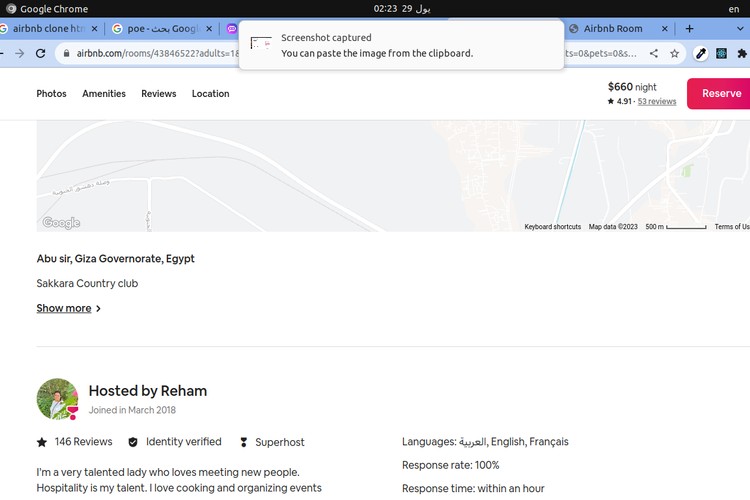 Google Chrome
02:23 29 يول
en
airbnb clone htm
poe - بحث Google
Airbnb Room
Screenshot captured
You can paste the image from the clipboard.
airbnb.com/rooms/43846522?adults=1&
ts=0&pets=0&s...
Photos
Amenities
Reviews
Location
$660 night
4.91 · 53 reviews
Reserve
وصلة دهشور الجنوبية
Google
Keyboard shortcuts
Map data ©2023
500 m
Terms of Us
Abu sir, Giza Governorate, Egypt
Sakkara Country club
Show more
Hosted by Reham
Joined in March 2018
146 Reviews
Identity verified
Superhost
Languages: العربية, English, Français
Response rate: 100%
Response time: within an hour
I'm a very talented lady who loves meeting new people.
Hospitality is my talent. I love cooking and organizing events